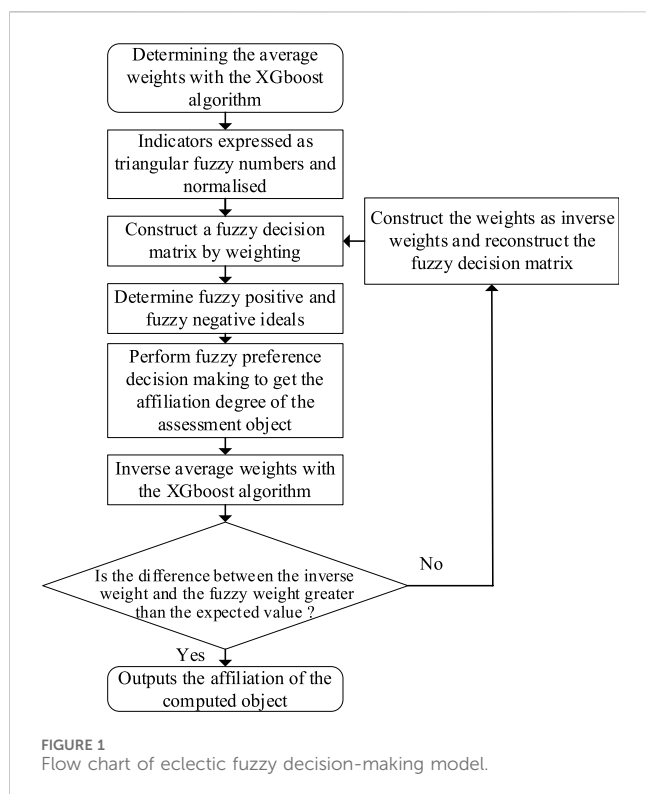 Determining the average
weights with the XGboost
algorithm
Indicators expressed as
triangular fuzzy numbers and
normalised
Construct a fuzzy decision
matrix by weighting
Construct the weights as inverse
weights and reconstruct the
fuzzy decision matrix
Determine fuzzy positive and
fuzzy negative ideals
Perform fuzzy preference
decision making to get the
affiliation degree of the
assessment object
Inverse average weights with
the XGboost algorithm
Is the difference between the inverse
weight and the fuzzy weight greater
than the expected value ?
No
Yes
Outputs the affiliation of the
computed object
FIGURE 1
Flow chart of eclectic fuzzy decision-making model.